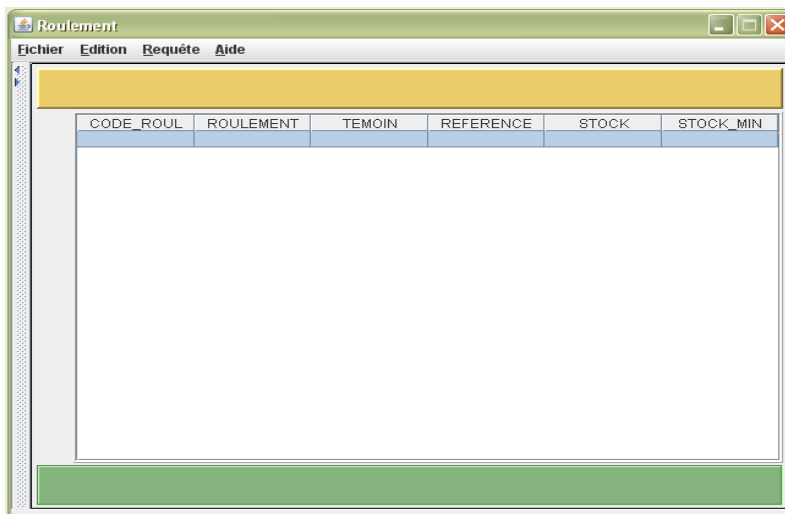 Roulement
Fichier Edition Requête Aide
CODE_ROUL ROULEMENT TEMOIN REFERENCE STOCK STOCK_MIN